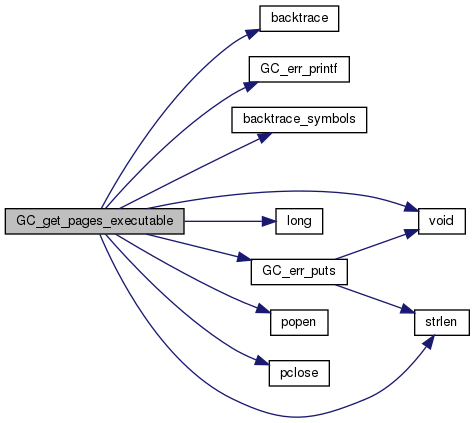 backtrace
GC_err_printf
backtrace_symbols
GC_get_pages_executable
long
void
GC_err_puts
popen
strlen
pclose